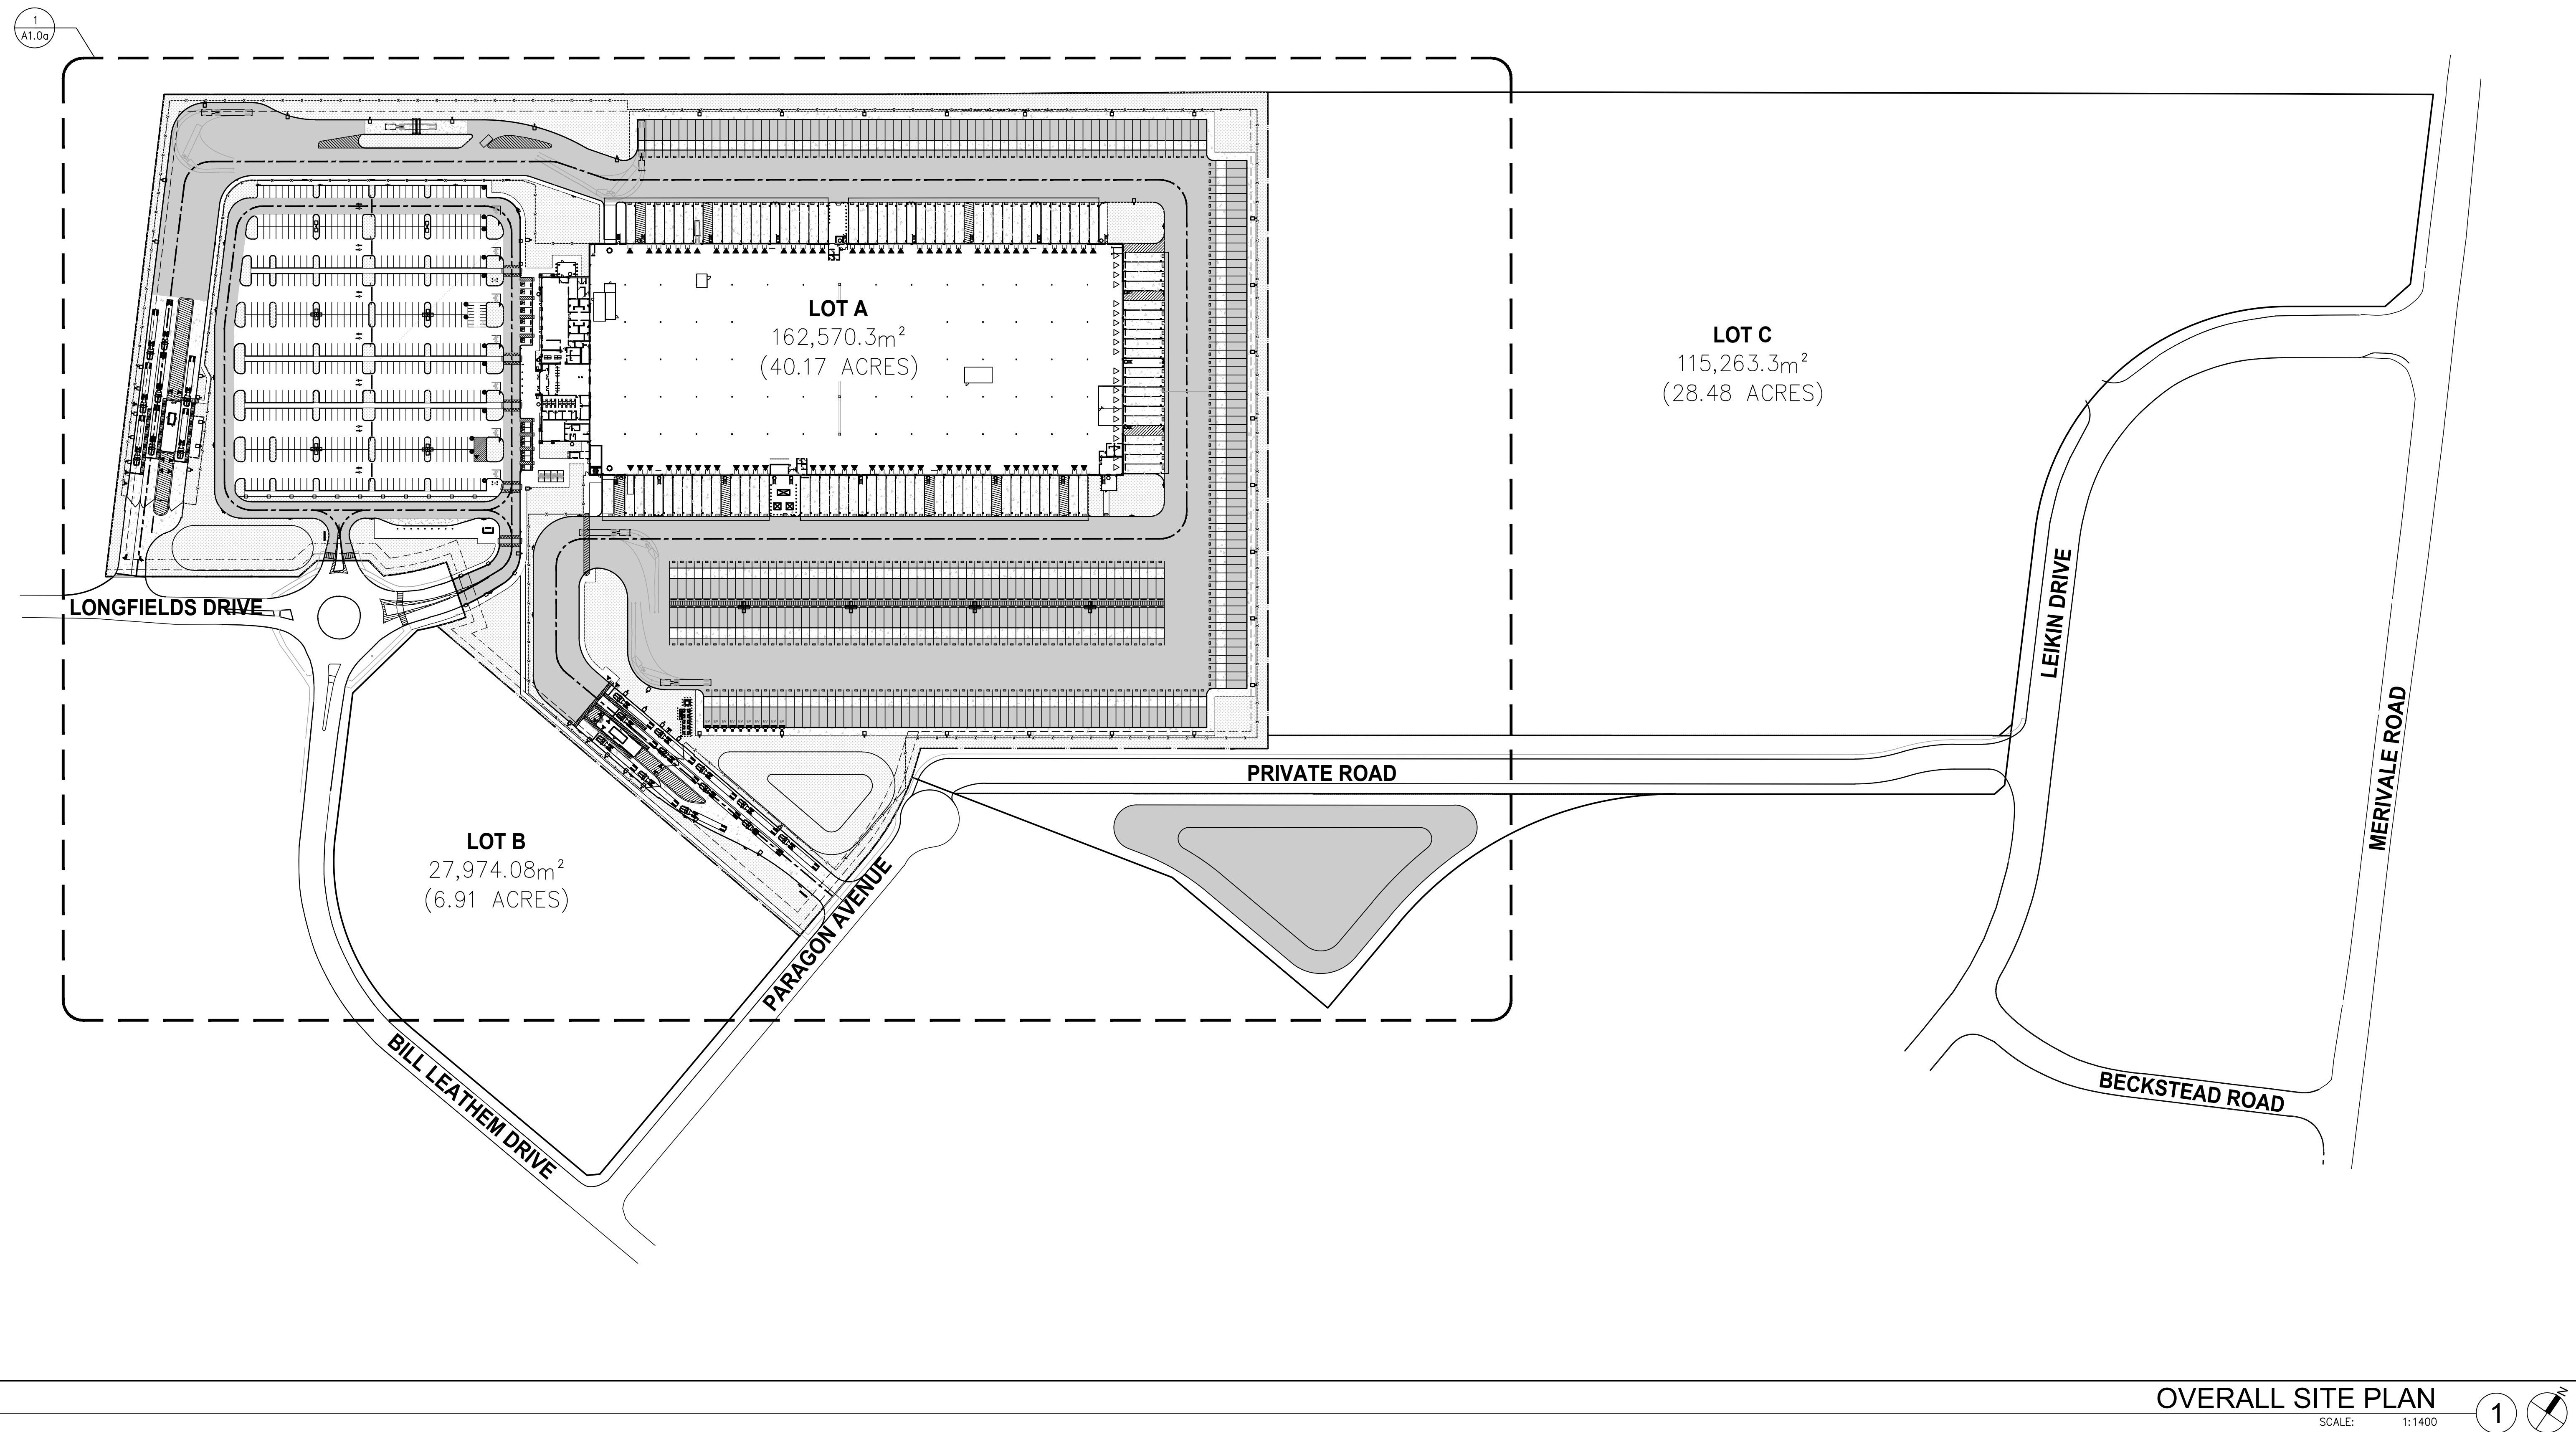 1
A1.0a
LOT A
162,570.3m²
(40.17 ACRES)
LOT C
115,263.3m²
(28.48 ACRES)
LONGFIELDS DRIVE
LEIKIN DRIVE
MERIVALE ROAD
PRIVATE ROAD
LOT B
27,974.08m²
(6.91 ACRES)
PARAGON AVENUE
BILL LEATHEM DRIVE
BECKSTEAD ROAD
OVERALL SITE PLAN
SCALE: 1:1400
1
N